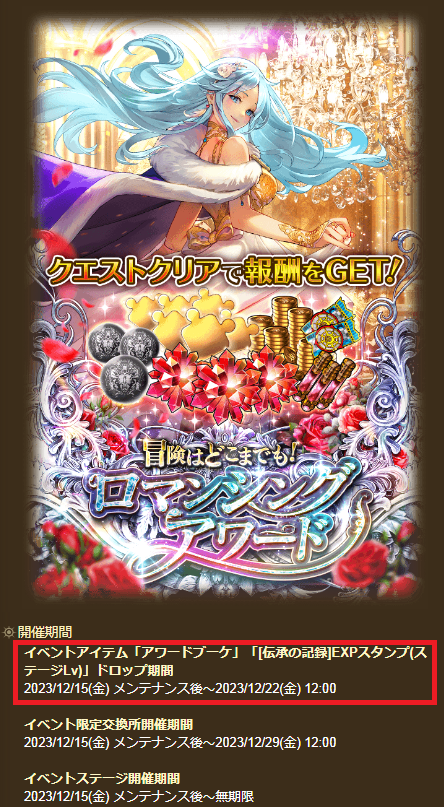 クエストクリアで報酬をGET!
冒険はどこまでも!
ロマンシング
アワード
開催期間
イベントアイテム「アワードブーケ」「[伝承の記録]EXPスタンプ(ス
テージLv)」ドロップ期間
2023/12/15(金) メンテナンス後～2023/12/22(金) 12:00
イベント限定交換所開催期間
2023/12/15(金) メンテナンス後～2023/12/29(金) 12:00
イベントステージ開催期間
2023/12/15(金) メンテナンス後～無期限